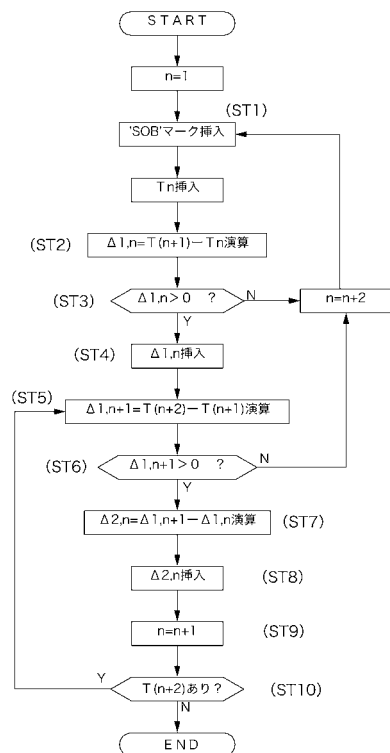 START
n=1
(ST1)
'SOB'マーク挿入
Tn挿入
(ST2)
Δ1,n=T(n+1)−Tn演算
(ST3)
Δ1,n>0 ?
N
n=n+2
Y
(ST4)
Δ1,n挿入
(ST5)
Δ1,n+1=T(n+2)−T(n+1)演算
(ST6)
Δ1,n+1>0 ?
N
Y
Δ2,n=Δ1,n+1−Δ1,n演算
(ST7)
Δ2,n挿入
(ST8)
n=n+1
(ST9)
Y
T(n+2)あり?
(ST10)
N
END